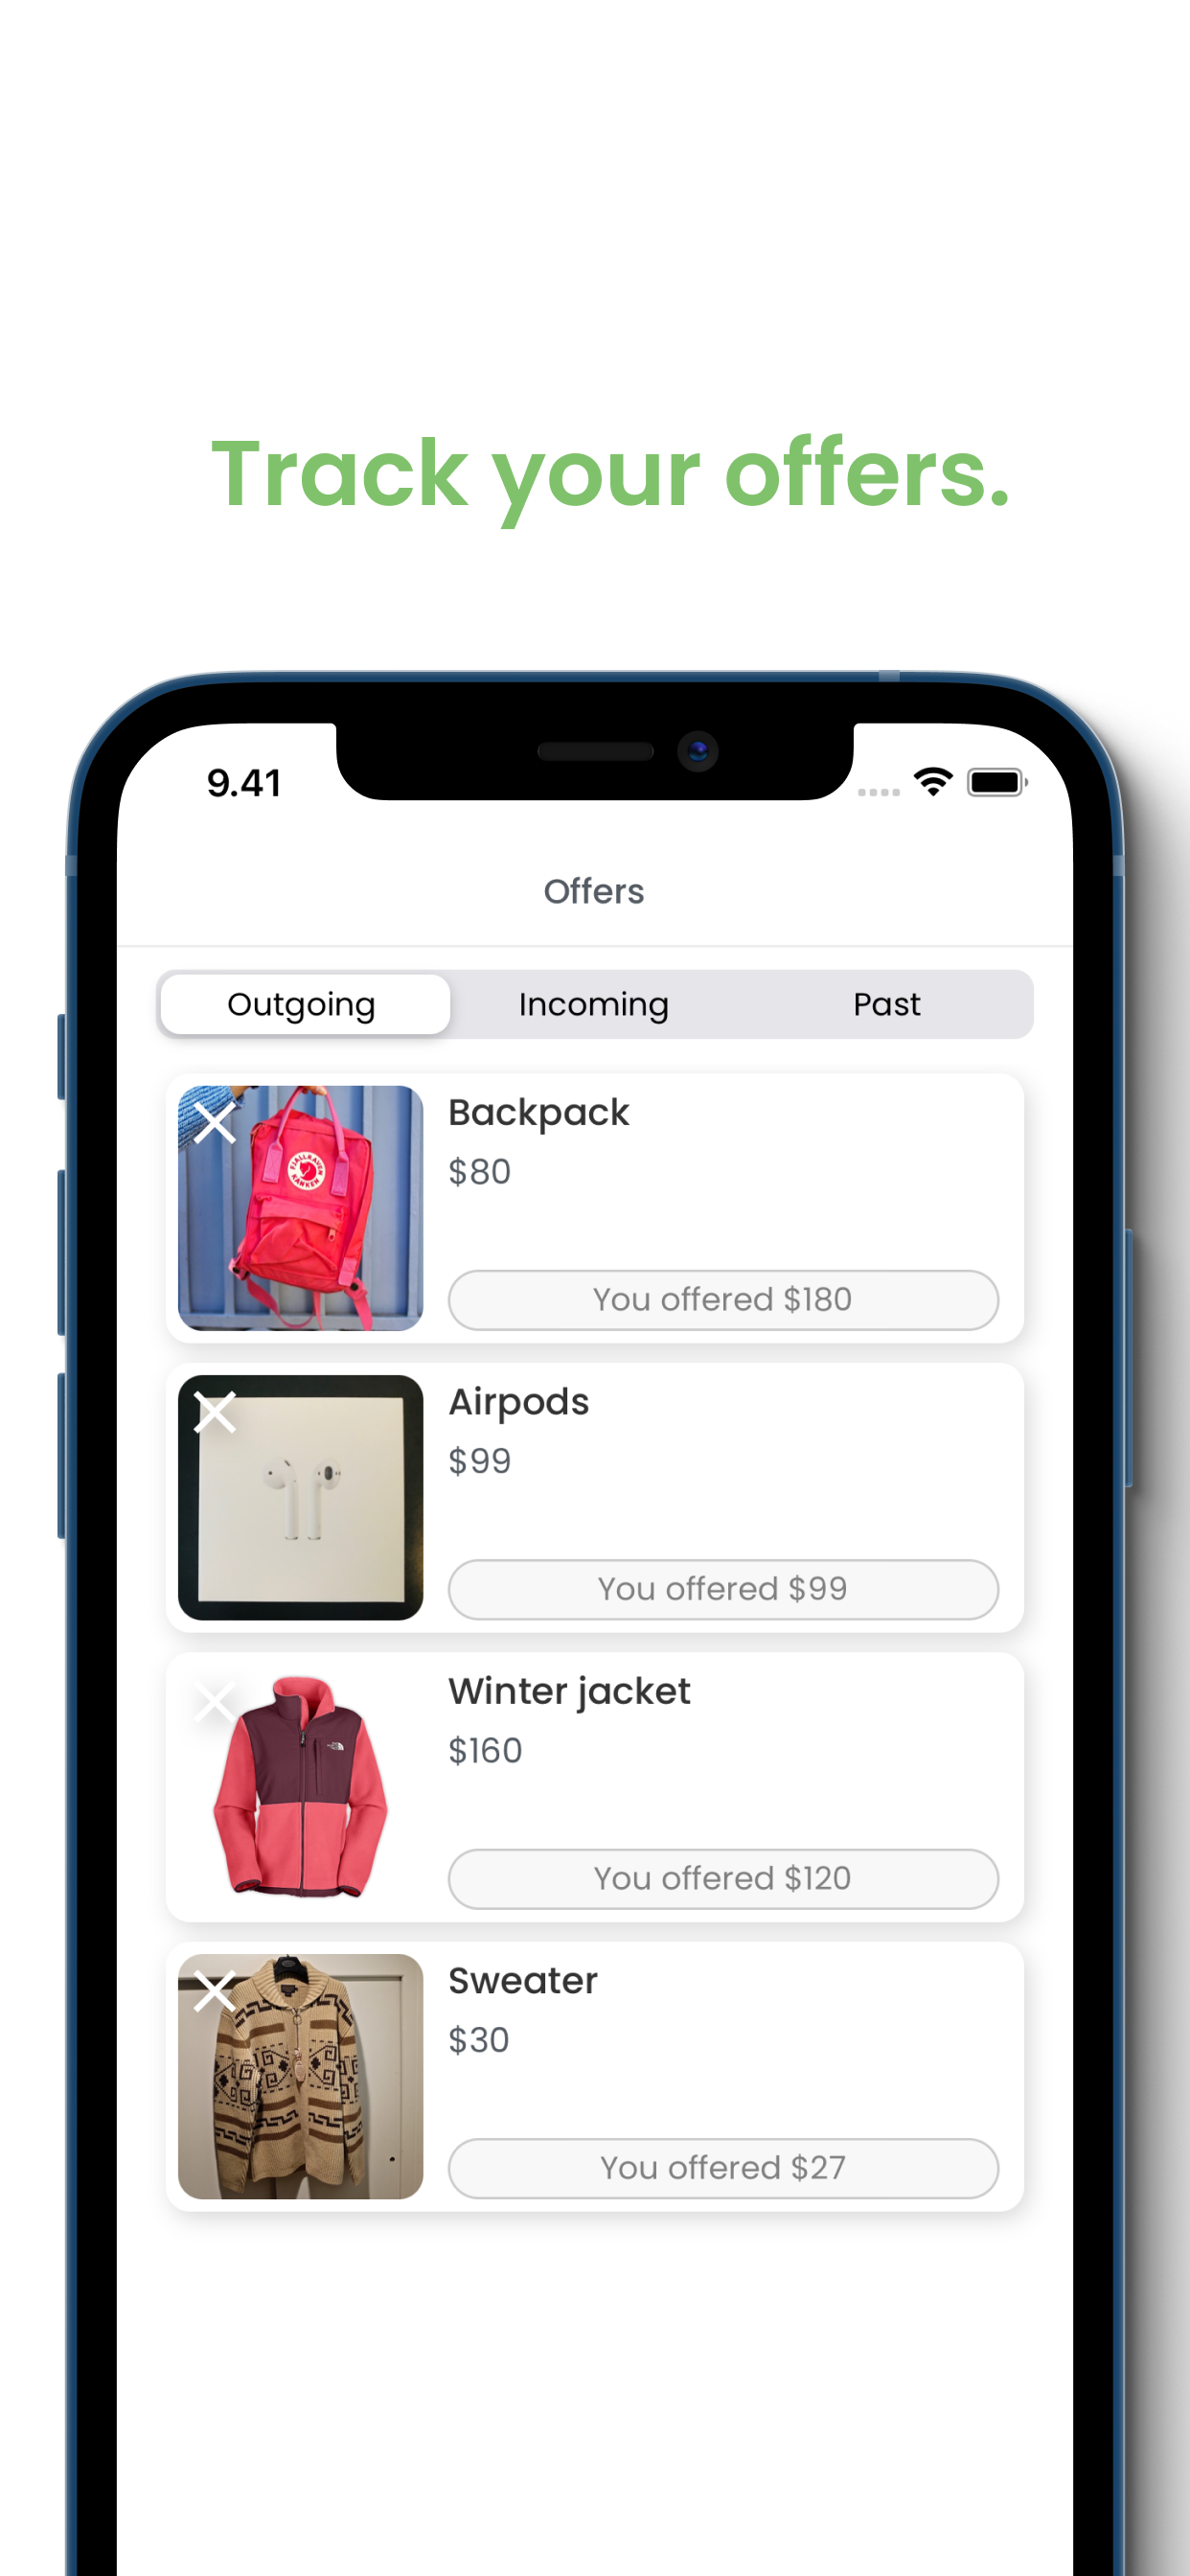 Track your offers.
9.41
Offers
Outgoing
Incoming
Past
Backpack
$80
You offered $180
Airpods
$99
You offered $99
Winter jacket
$160
You offered $120
Sweater
$30
You offered $27